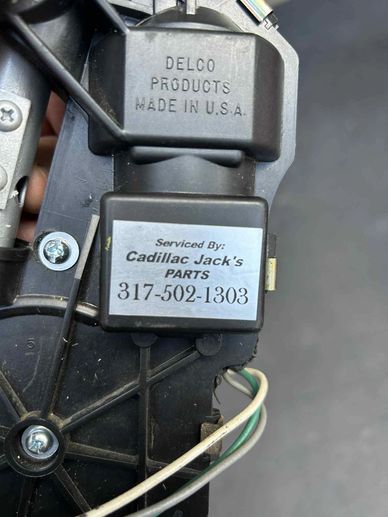 DELCO
PRODUCTS
MADE IN U.S.A.
Serviced By:
Cadillac Jack's
PARTS
317-502-1303